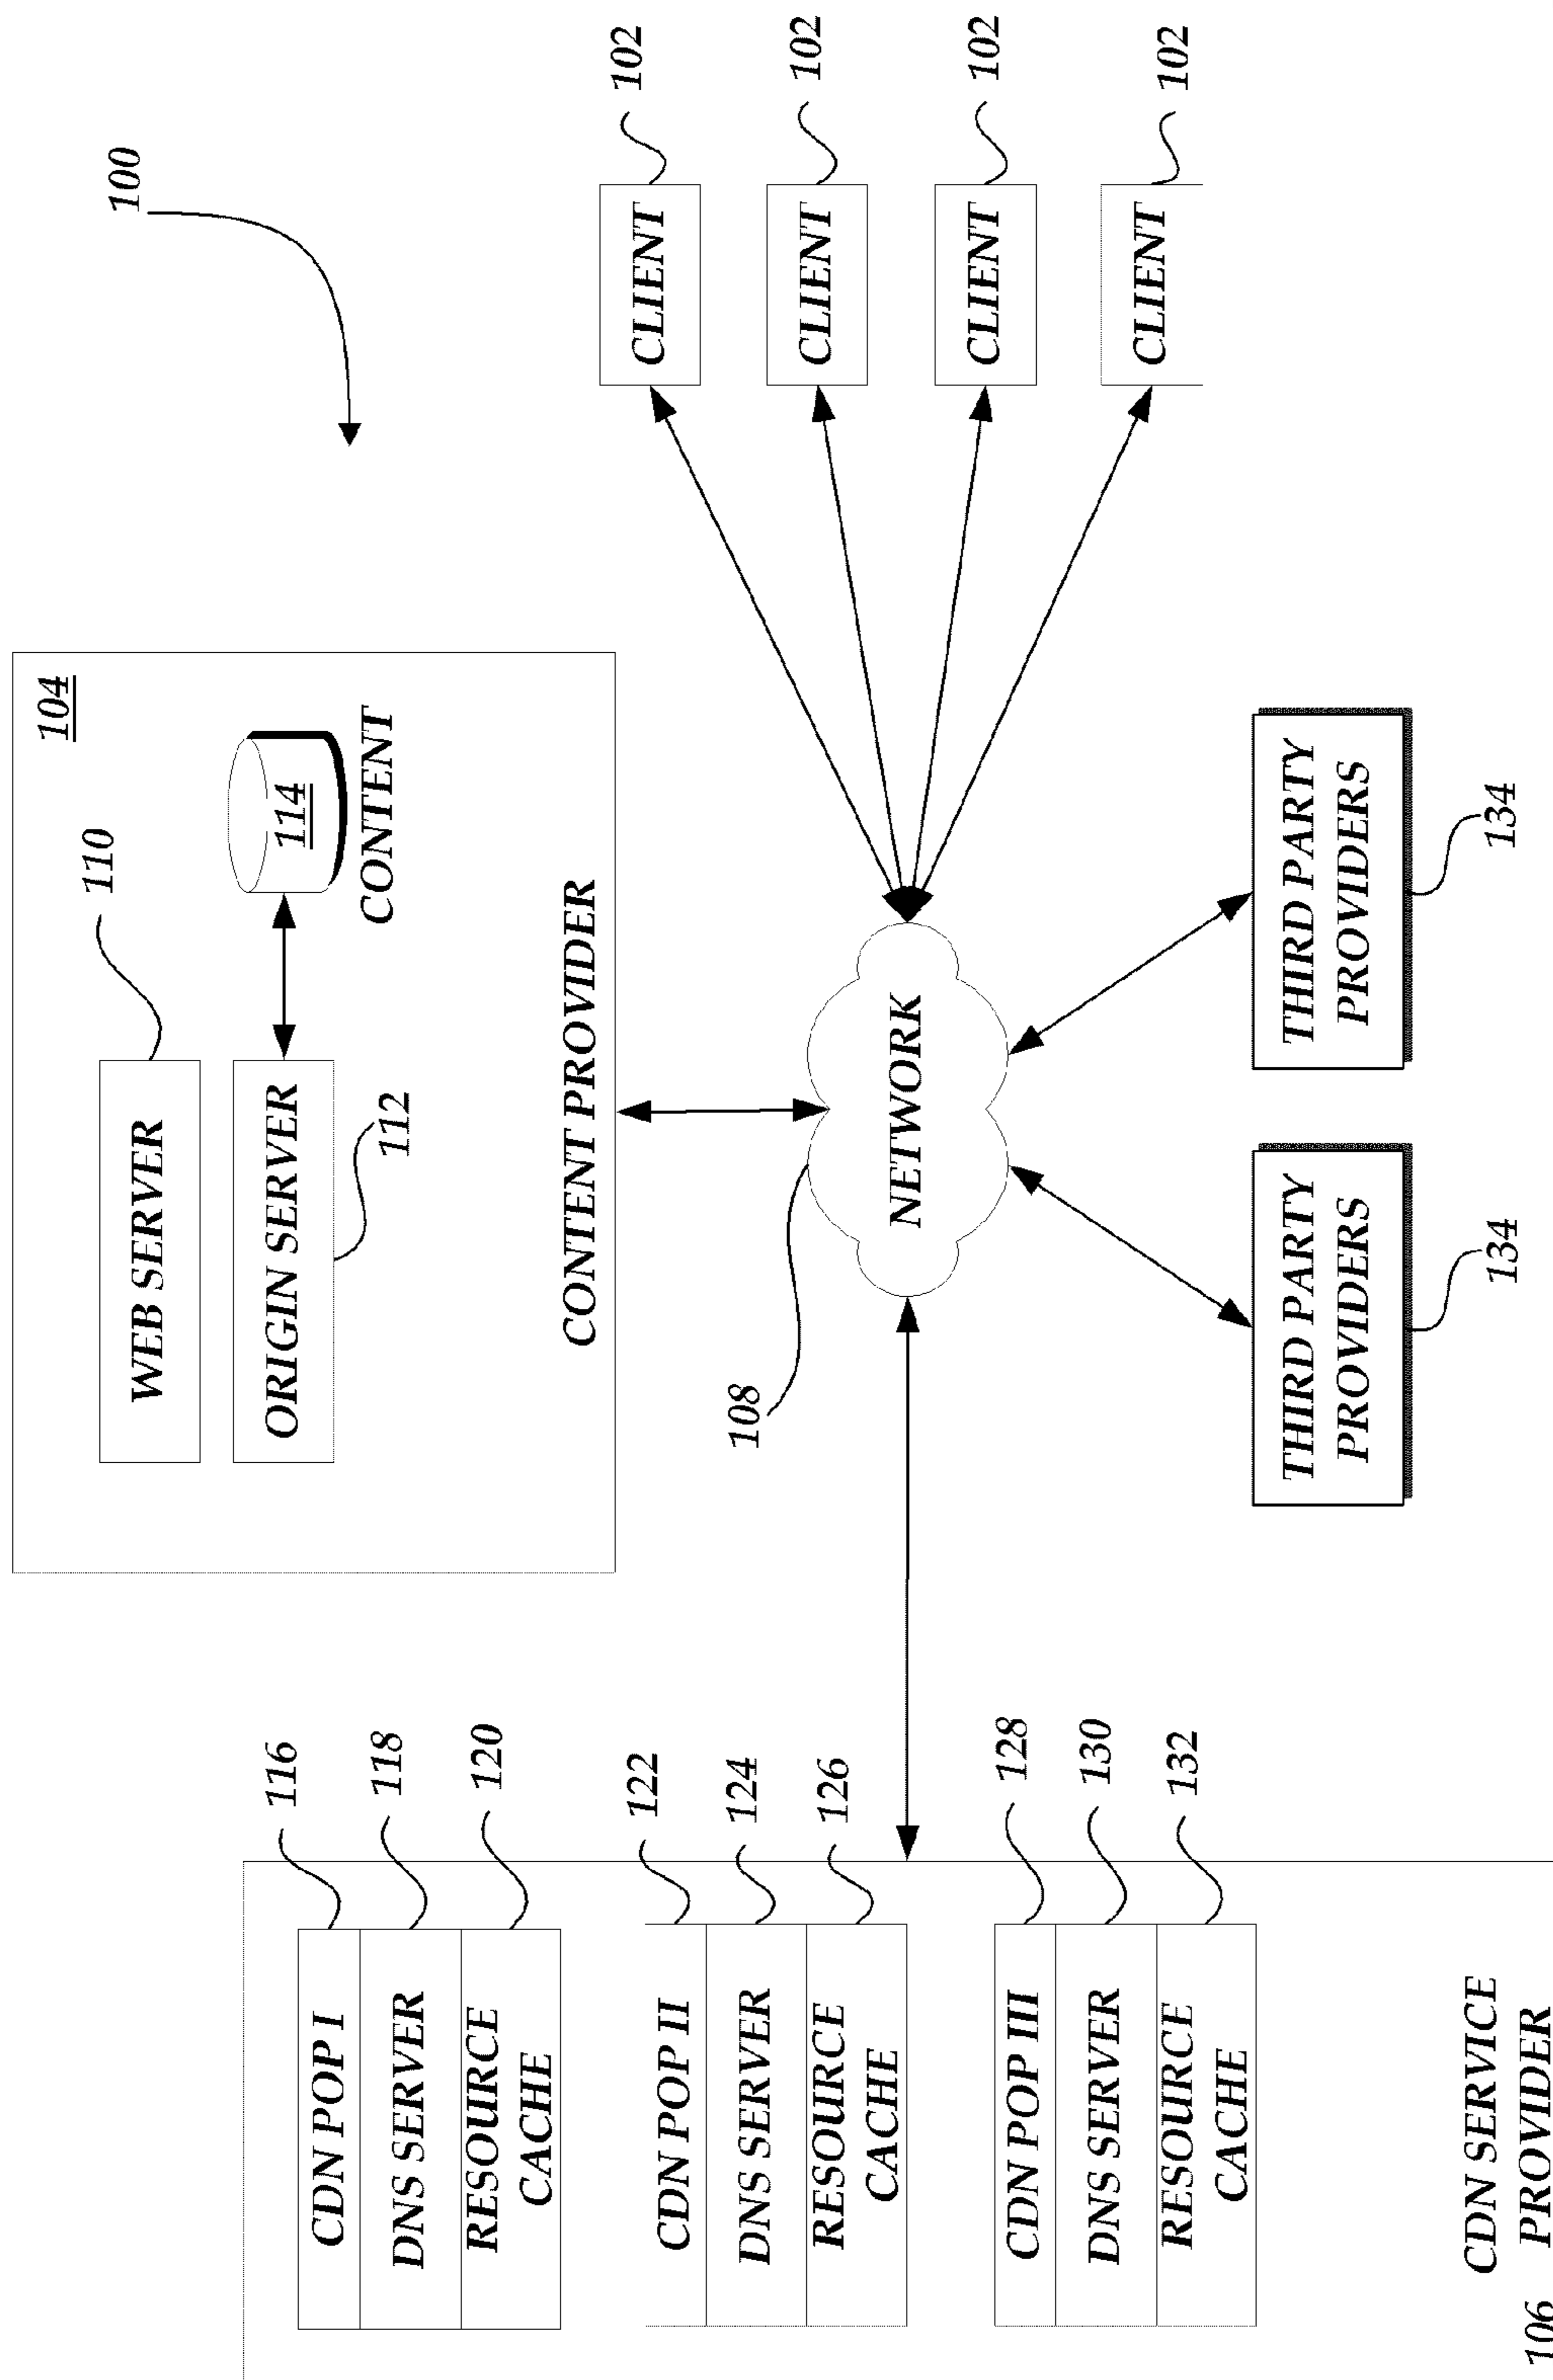 100
104
WEB SERVER
110
ORIGIN SERVER
112
114
CONTENT
CONTENT PROVIDER
CDN POP I
116
DNS SERVER
118
RESOURCE
CACHE
120
CDN POP II
122
DNS SERVER
124
RESOURCE
CACHE
126
CDN POP III
128
DNS SERVER
130
RESOURCE
CACHE
132
CDN SERVICE
PROVIDER
106
108
NETWORK
CLIENT
102
CLIENT
102
CLIENT
102
CLIENT
102
THIRD PARTY
PROVIDERS
134
THIRD PARTY
PROVIDERS
134